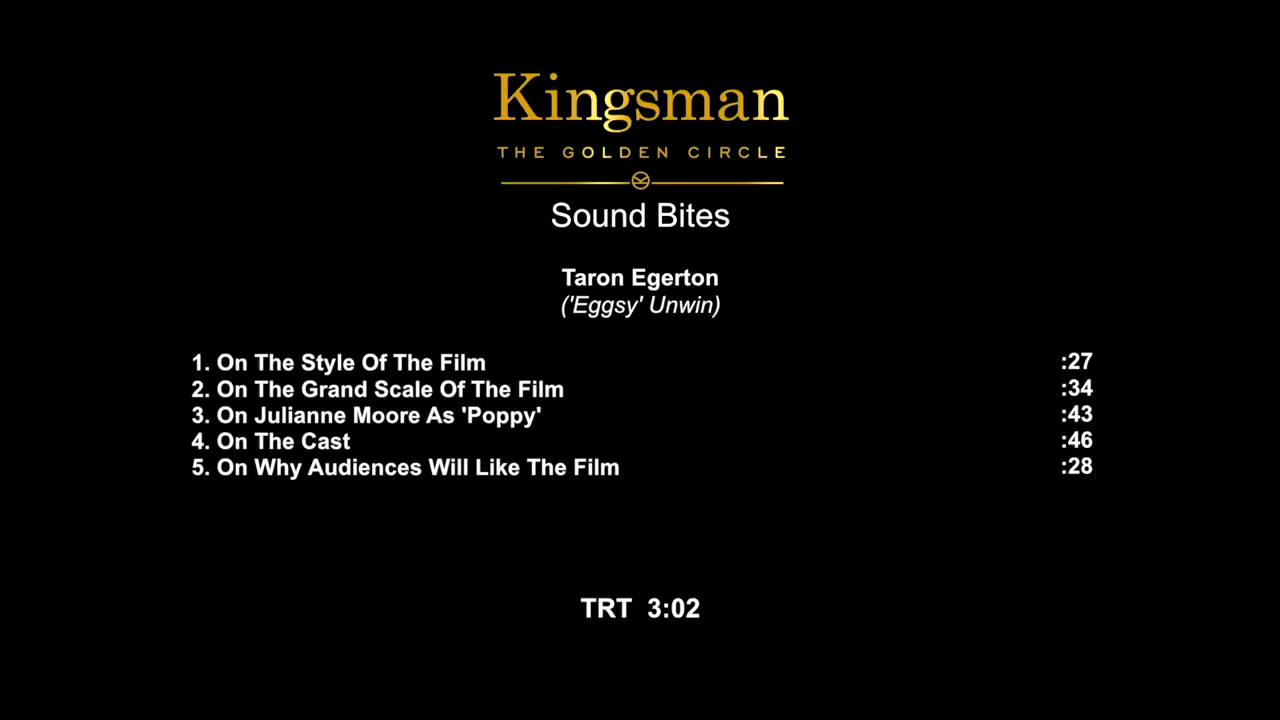 Kingsman
THE GOLDEN CIRCLE
Sound Bites
Taron Egerton
('Eggsy' Unwin)
1. On The Style Of The Film :27
2. On The Grand Scale Of The Film :34
3. On Julianne Moore As 'Poppy' :43
4. On The Cast :46
5. On Why Audiences Will Like The Film :28
TRT 3:02